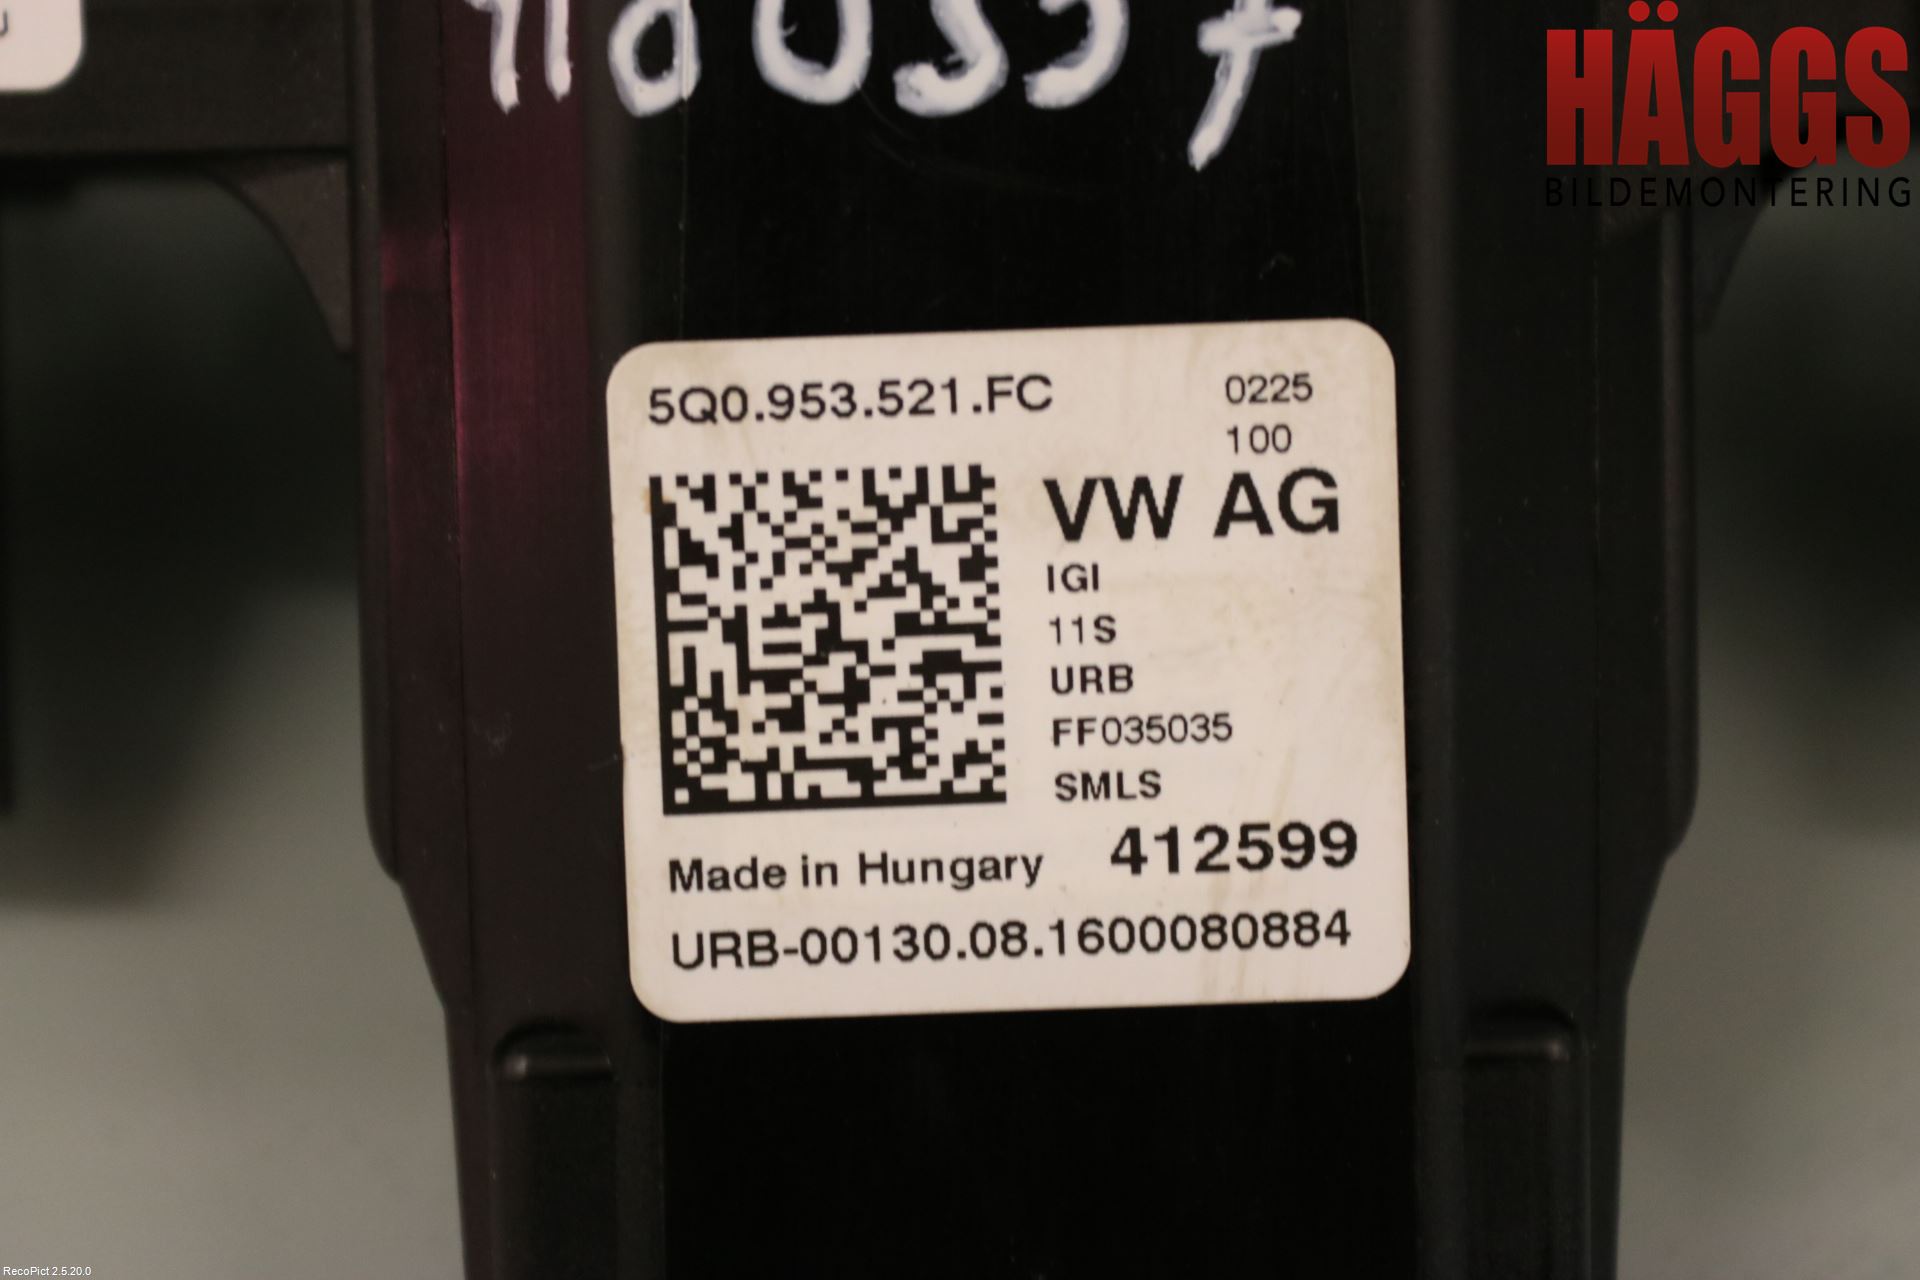 HÄGGS
BILDEMONTERING
5Q0.953.521.FC
0225
100
VW AG
IGI
11S
URB
FF035035
SMLS
Made in Hungary 412599
URB-00130.08.1600080884
RecoPict 2.5.20.0